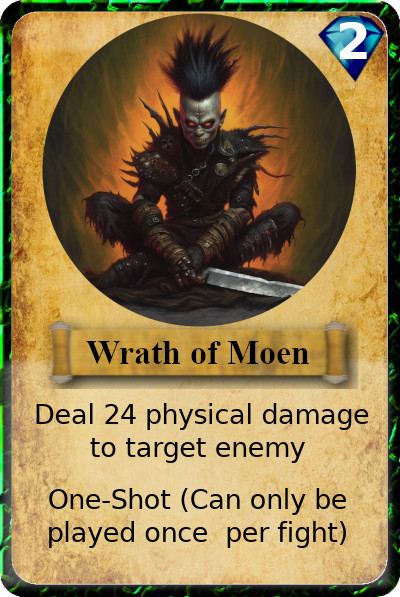 2
Wrath of Moen
Deal 24 physical damage
to target enemy
One-Shot (Can only be
played once  per fight)